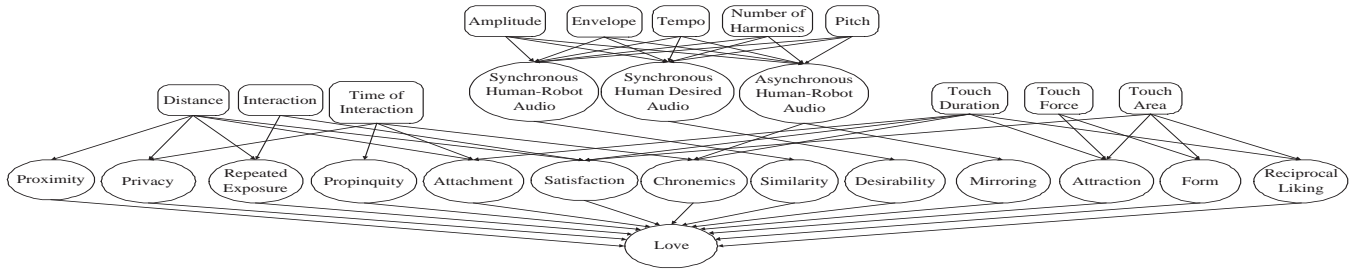 Amplitude
Envelope
Tempo
Number of
Harmonics
Pitch
Synchronous
Human-Robot
Audio
Synchronous
Human Desired
Audio
Asynchronous
Human-Robot
Audio
Distance
Interaction
Time of
Interaction
Touch
Duration
Touch
Force
Touch
Area
Proximity
Privacy
Repeated
Exposure
Propinquity
Attachment
Satisfaction
Chronemics
Similarity
Desirability
Mirroring
Attraction
Form
Reciprocal
Liking
Love